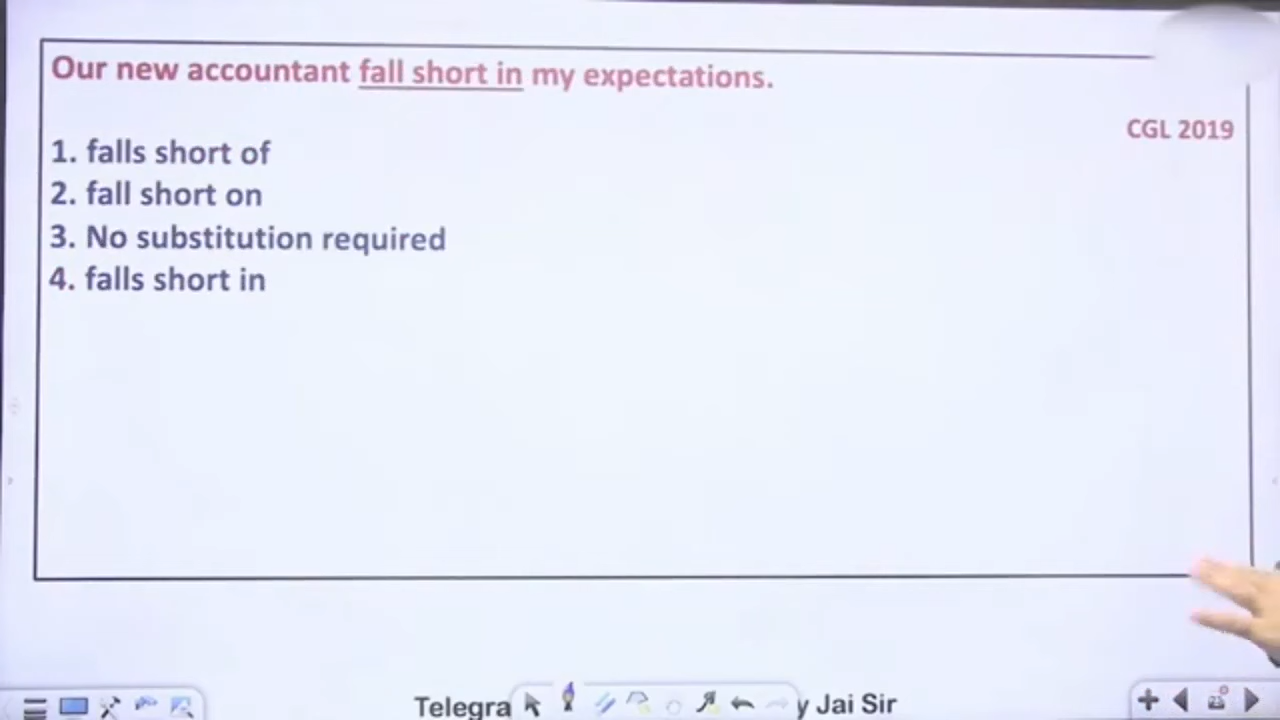 Our new accountant fall short in my expectations.
CGL 2019
1. falls short of
2. fall short on
3. No substitution required
4. falls short in
Telegra y Jai Sir